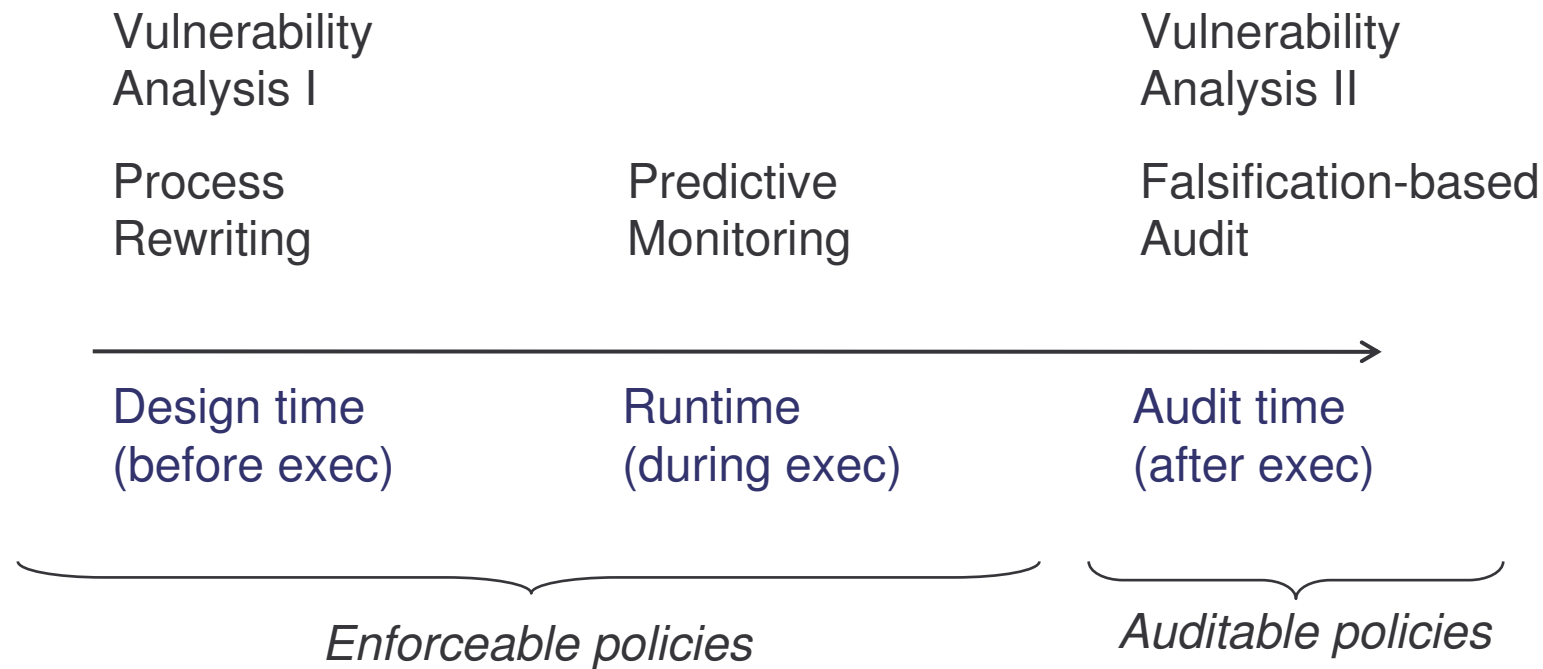 Vulnerability
Analysis I
Vulnerability
Analysis II
Process
Rewriting
Predictive
Monitoring
Falsification-based
Audit
Design time
(before exec)
Runtime
(during exec)
Audit time
(after exec)
Enforceable policies
Auditable policies